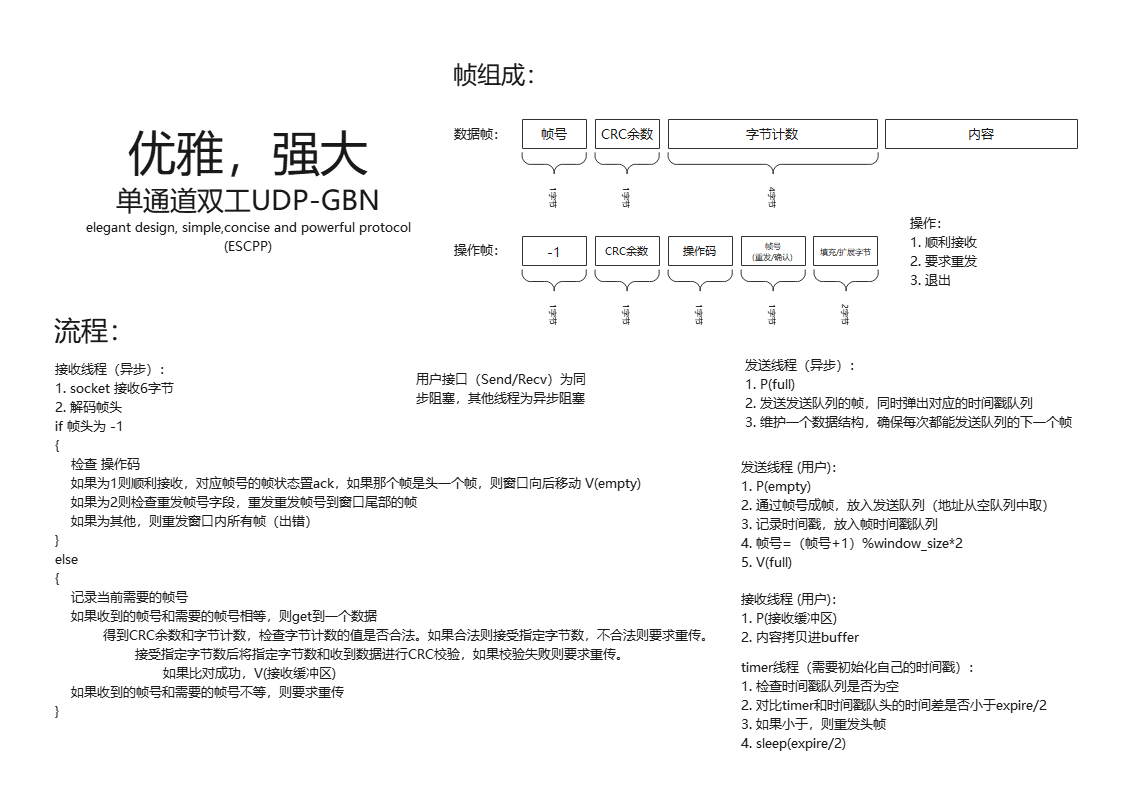 帧组成：
优雅，强大
单通道双工UDP-GBN
elegant design, simple,concise and powerful protocol
(ESCPP)
数据帧：
帧号
CRC余数
字节计数
内容
1字节
1字节
4字节
操作帧：
-1
CRC余数
操作码
帧号
(重发/确认)
填充/扩展字节
1字节
1字节
1字节
1字节
2字节
操作：
1. 顺利接收
2. 要求重发
3. 退出
流程：
接收线程（异步）：
1. socket 接收6字节
2. 解码帧头
if 帧头为 -1
{
检查 操作码
如果为1则顺利接收，对应帧号的帧状态置ack，如果那个帧是头一个帧，则窗口向后移动 V(empty)
如果为2则检查重发帧号字段，重发重发帧号到窗口尾部的帧
如果为其他，则重发窗口内所有帧（出错）
}
else
{
记录当前需要的帧号
如果收到的帧号和需要的帧号相等，则get到一个数据
得到CRC余数和字节计数，检查字节计数的值是否合法。如果合法则接受指定字节数，不合法则要求重传。
接受指定字节数后将指定字节数和收到数据进行CRC校验，如果校验失败则要求重传。
如果比对成功，V(接收缓冲区)
如果收到的帧号和需要的帧号不等，则要求重传
}
用户接口（Send/Recv）为同
步阻塞，其他线程为异步阻塞
发送线程（异步）：
1. P(full)
2. 发送发送队列的帧，同时弹出对应的时间戳队列
3. 维护一个数据结构，确保每次都能发送队列的下一个帧
发送线程 (用户)：
1. P(empty)
2. 通过帧号成帧，放入发送队列（地址从空队列中取）
3. 记录时间戳，放入帧时间戳队列
4. 帧号=（帧号+1）%window_size*2
5. V(full)
接收线程 (用户)：
1. P(接收缓冲区)
2. 内容拷贝进buffer
timer线程（需要初始化自己的时间戳）：
1. 检查时间戳队列是否为空
2. 对比timer和时间戳队头的时间差是否小于expire/2
3. 如果小于，则重发头帧
4. sleep(expire/2)